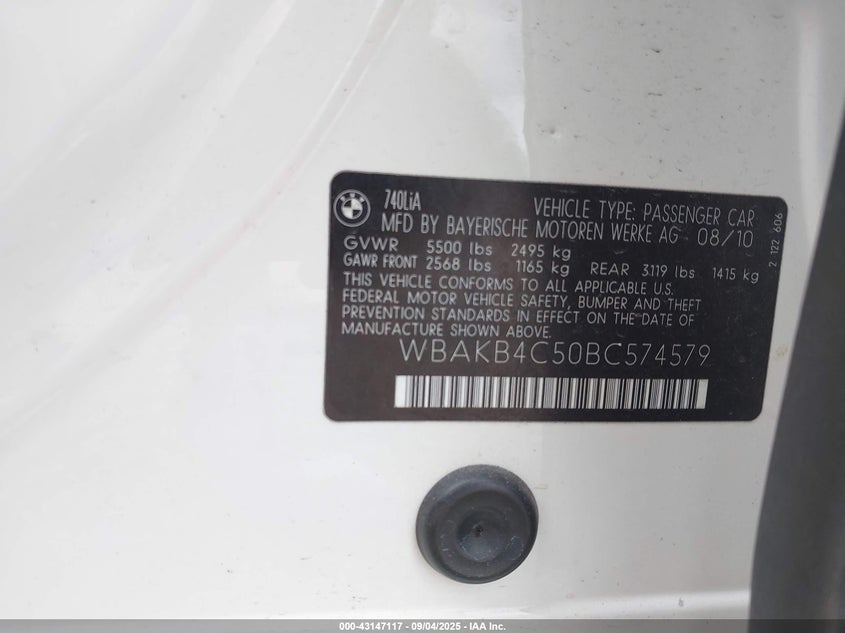 BMW
740LiA
VEHICLE TYPE: PASSENGER CAR
MFD BY BAYERISCHE MOTOREN WERKE AG 08/10
GVWR 5500 lbs 2495 kg
GAWR FRONT 2568 lbs 1165 kg REAR 3119 lbs 1415 kg
THIS VEHICLE CONFORMS TO ALL APPLICABLE U.S.
FEDERAL MOTOR VEHICLE SAFETY, BUMPER AND THEFT
PREVENTION STANDARDS IN EFFECT ON THE DATE OF
MANUFACTURE SHOWN ABOVE.
WBAKB4C50BC574579
2 122 606
000-43147117 - 09/04/2025 - IAA Inc.